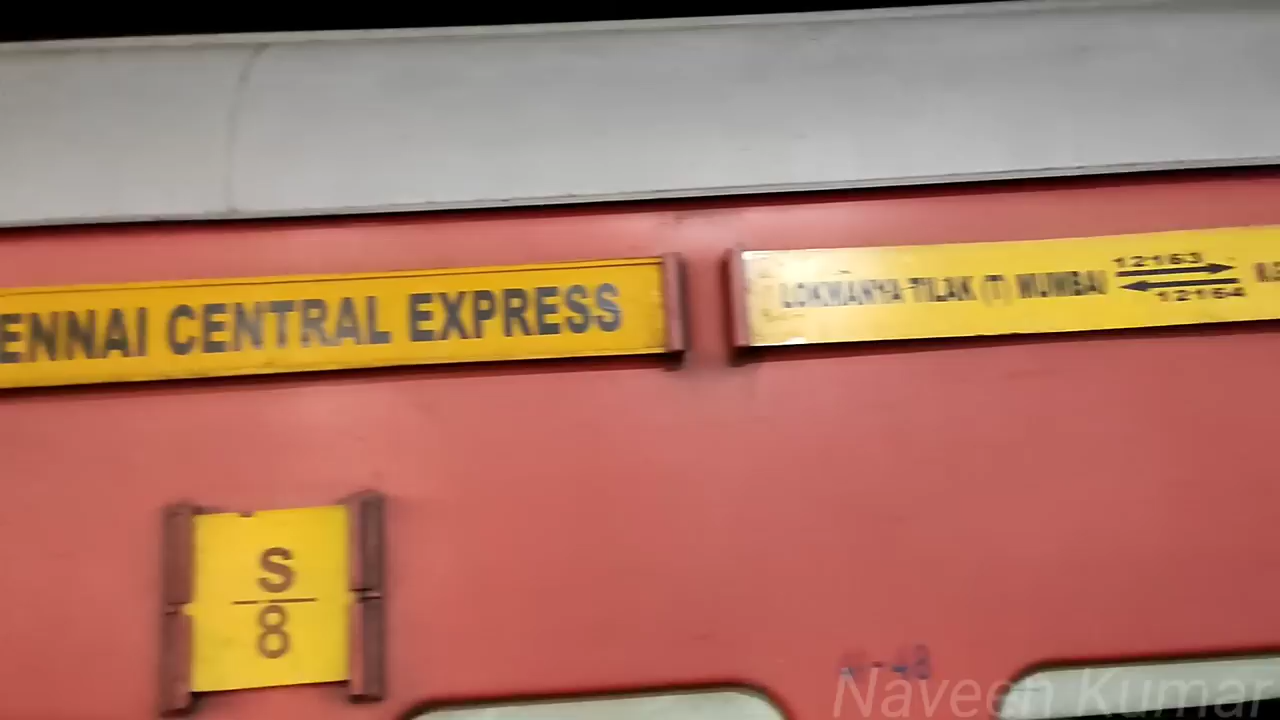 ENNAI CENTRAL EXPRESS
LOKMANYA TILAK (T) MUMBAI
12163
12164
S
8
Naveen Kumar